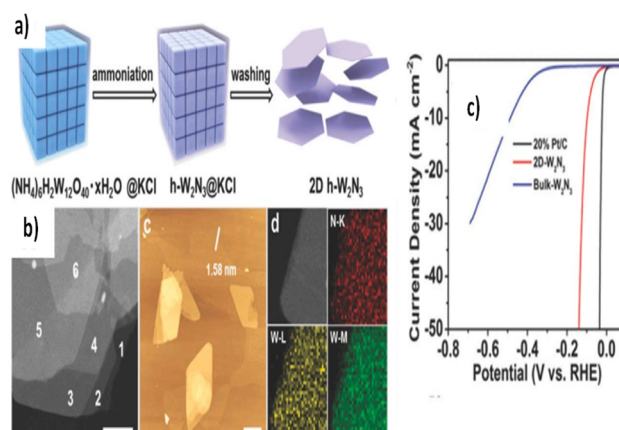 a)
ammoniation
washing
(NH₄)₆H₂W₁₂O₄₀·xH₂O @KCl
h-W₂N₃@KCl
2D h-W₂N₃
b)
6
5
4
1
3
2
c
1.58 nm
d
N-K
W-L
W-M
c)
Current Density (mA cm⁻²)
0
-10
-20
-30
-40
-50
20% Pt/C
2D-W₂N₃
Bulk-W₂N₃
-0.8
-0.6
-0.4
-0.2
0.0
Potential (V vs. RHE)